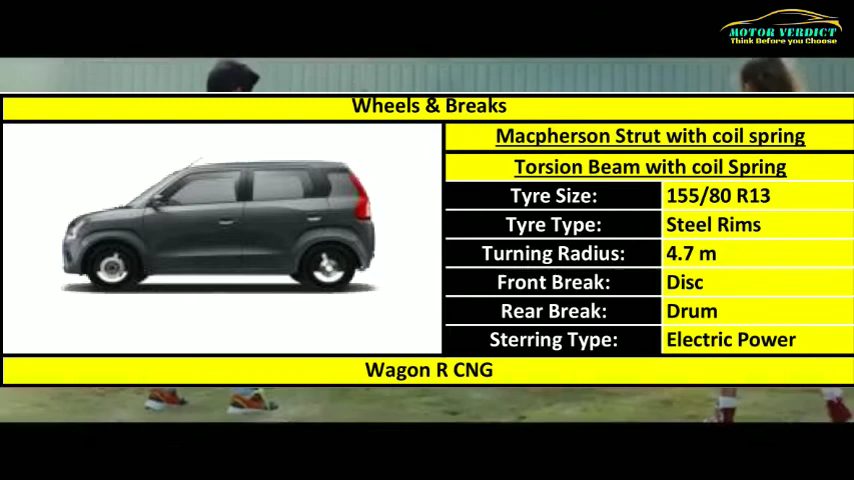 MOTOR VERDICT
Think Before you Choose
Wheels & Breaks
Macpherson Strut with coil spring
Torsion Beam with coil Spring
Tyre Size: 155/80 R13
Tyre Type: Steel Rims
Turning Radius: 4.7 m
Front Break: Disc
Rear Break: Drum
Sterring Type: Electric Power
Wagon R CNG